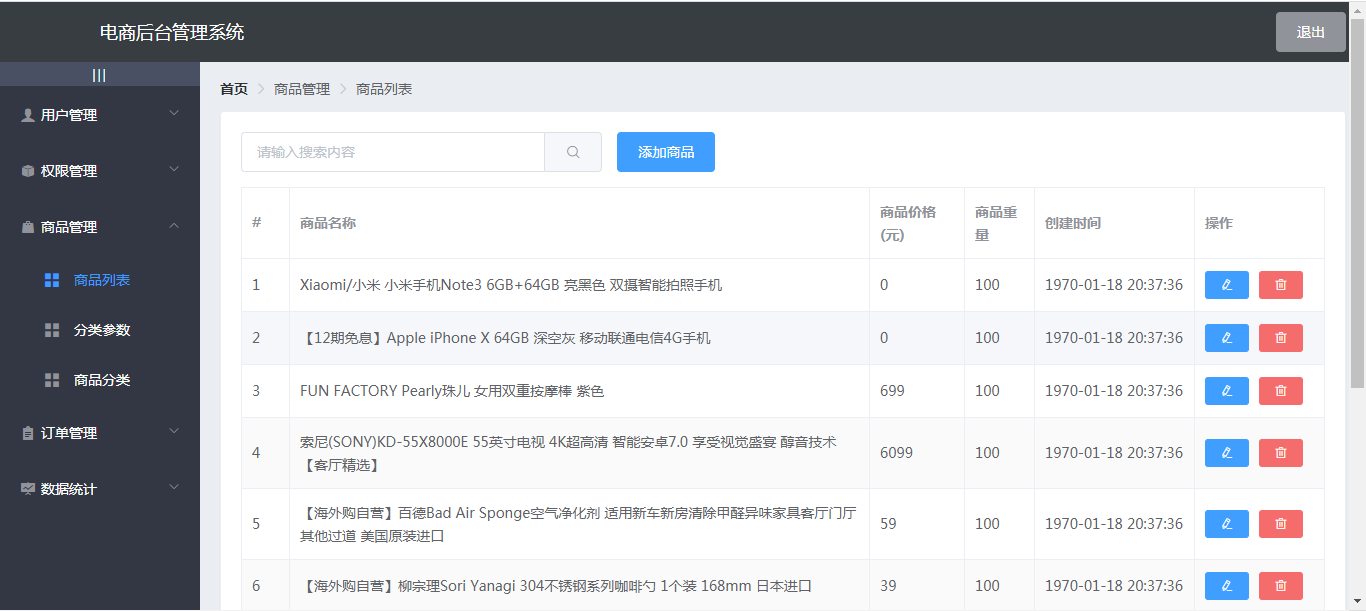 电商后台管理系统
退出
|||
用户管理
权限管理
商品管理
商品列表
分类参数
商品分类
订单管理
数据统计
首页 > 商品管理 > 商品列表
请输入搜索内容
添加商品
# 商品名称 商品价格(元) 商品重量 创建时间 操作
1 Xiaomi/小米 小米手机Note3 6GB+64GB 亮黑色 双摄智能拍照手机 0 100 1970-01-18 20:37:36
2 【12期免息】Apple iPhone X 64GB 深空灰 移动联通电信4G手机 0 100 1970-01-18 20:37:36
3 FUN FACTORY Pearly珠儿 女用双重按摩棒 紫色 699 100 1970-01-18 20:37:36
4 索尼(SONY)KD-55X8000E 55英寸电视 4K超高清 智能安卓7.0 享受视觉盛宴 醇音技术
【客厅精选】 6099 100 1970-01-18 20:37:36
5 【海外购自营】百德Bad Air Sponge空气净化剂 适用新车新房清除甲醛异味家具客厅门厅
其他过道 美国原装进口 59 100 1970-01-18 20:37:36
6 【海外购自营】柳宗理Sori Yanagi 304不锈钢系列咖啡勺 1个装 168mm 日本进口 39 100 1970-01-18 20:37:36